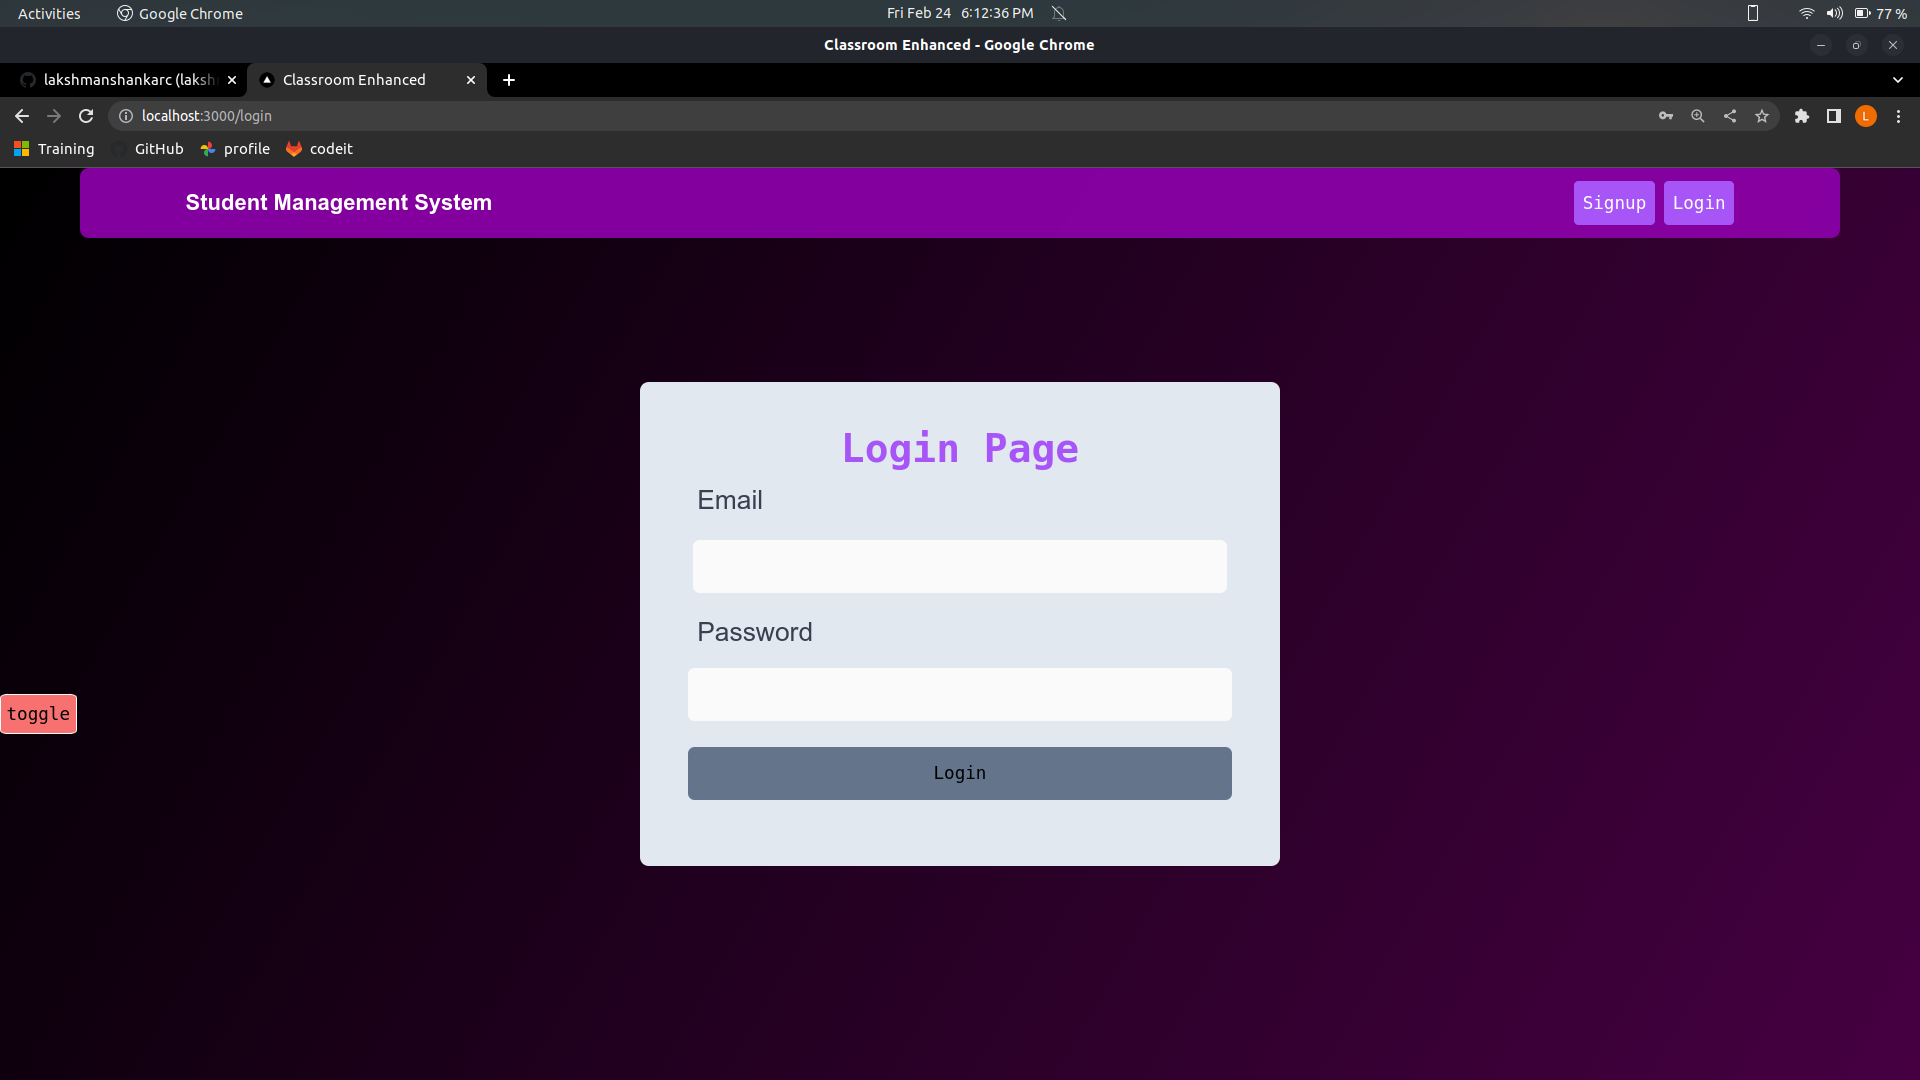 Activities Google Chrome Fri Feb 24 6:12:36 PM 77 %
Classroom Enhanced - Google Chrome
lakshmanshankarc (laksh Classroom Enhanced
localhost:3000/login L
Training GitHub profile codeit
Student Management System Signup Login
Login Page
Email
Password
toggle
Login